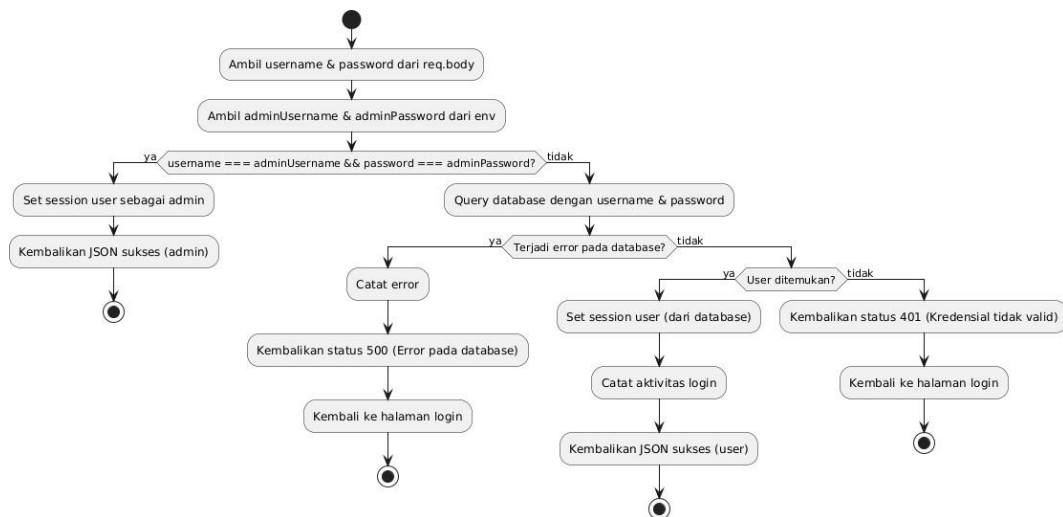 Ambil username & password dari req.body
Ambil adminUsername & adminPassword dari env
ya
username === adminUsername && password === adminPassword?
tidak
Set session user sebagai admin
Query database dengan username & password
Kembalikan JSON sukses (admin)
ya
Terjadi error pada database?
tidak
Catat error
ya
User ditemukan?
tidak
Set session user (dari database)
Kembalikan status 401 (Kredensial tidak valid)
Kembalikan status 500 (Error pada database)
Catat aktivitas login
Kembali ke halaman login
Kembali ke halaman login
Kembalikan JSON sukses (user)